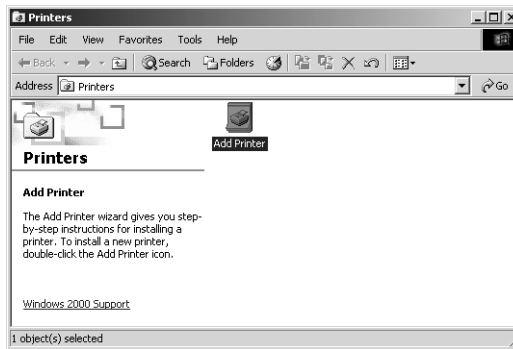 Printers
File Edit View Favorites Tools Help
Back Search Folders
Address Printers Go
Add Printer
Printers
Add Printer
The Add Printer wizard gives you step-
by-step instructions for installing a
printer. To install a new printer,
double-click the Add Printer icon.
Windows 2000 Support
1 object(s) selected